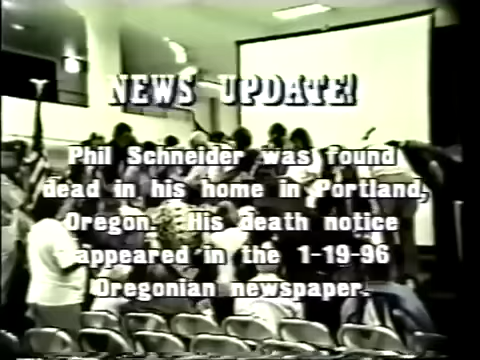 NEWS UPDATE!
Phil Schneider was found
dead in his home in Portland,
Oregon. His death notice
appeared in the 1-19-96
Oregonian newspaper.